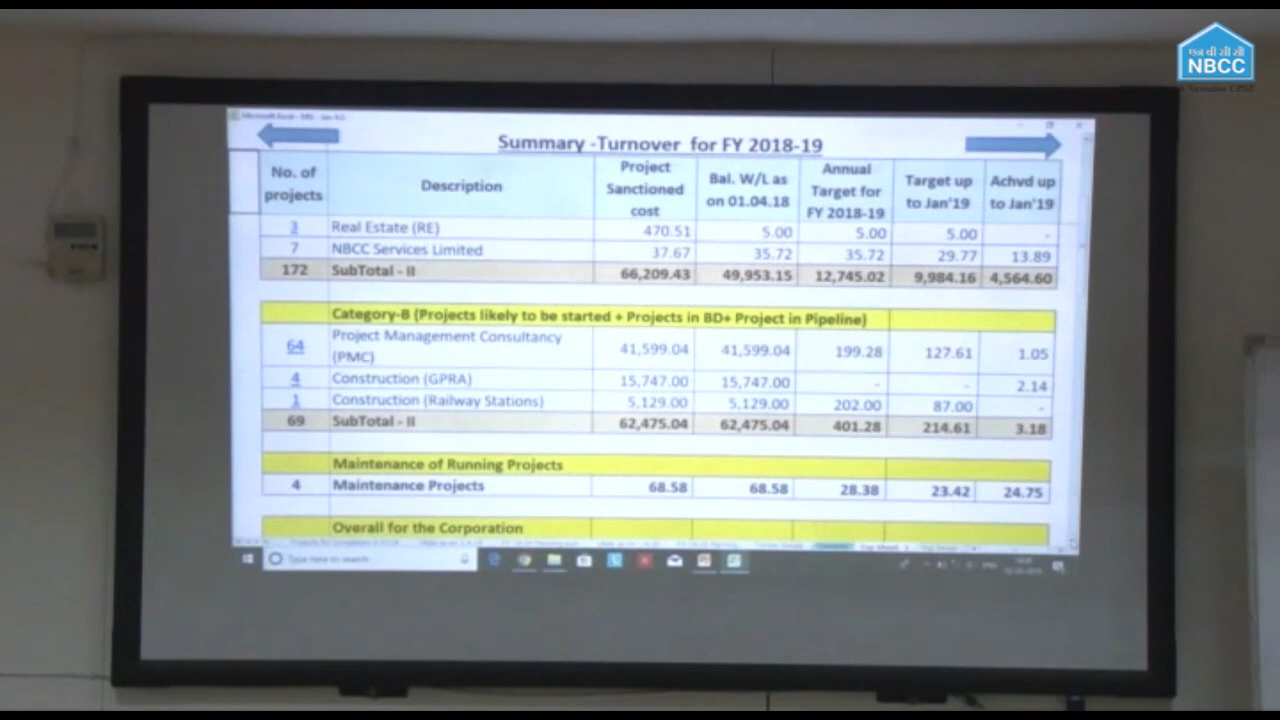 एन बी सी सी
NBCC
Summary -Turnover for FY 2018-19
No. of projects Description Project Sanctioned cost Bal. W/L as on 01.04.18 Annual Target for FY 2018-19 Target up to Jan'19 Achvd up to Jan'19
3 Real Estate (RE) 470.51 5.00 5.00 5.00 -
7 NBCC Services Limited 37.67 35.72 35.72 29.77 13.89
172 SubTotal - II 66,209.43 49,953.15 12,745.02 9,984.16 4,564.60
Category-B (Projects likely to be started + Projects in BD+ Project in Pipeline)
64 Project Management Consultancy (PMC) 41,599.04 41,599.04 199.28 127.61 1.05
4 Construction (GPRA) 15,747.00 15,747.00 - - 2.14
1 Construction (Railway Stations) 5,129.00 5,129.00 202.00 87.00 -
69 SubTotal - II 62,475.04 62,475.04 401.28 214.61 3.18
Maintenance of Running Projects
4 Maintenance Projects 68.58 68.58 28.38 23.42 24.75
Overall for the Corporation
Type here to search